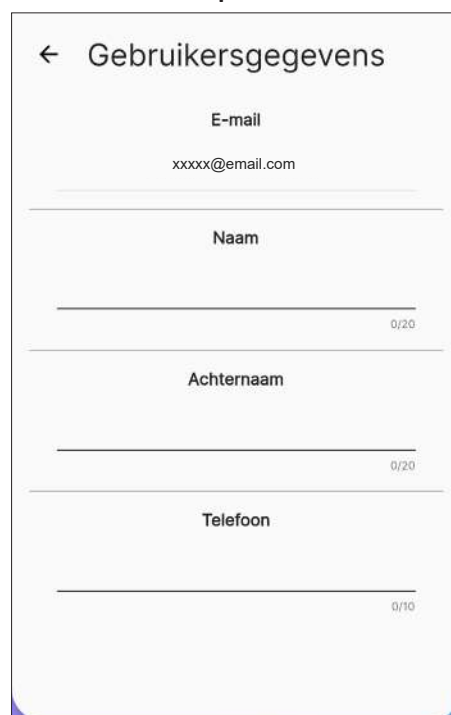 ← Gebruikersgegevens
E-mail
xxxxx@email.com
Naam
0/20
Achternaam
0/20
Telefoon
0/10